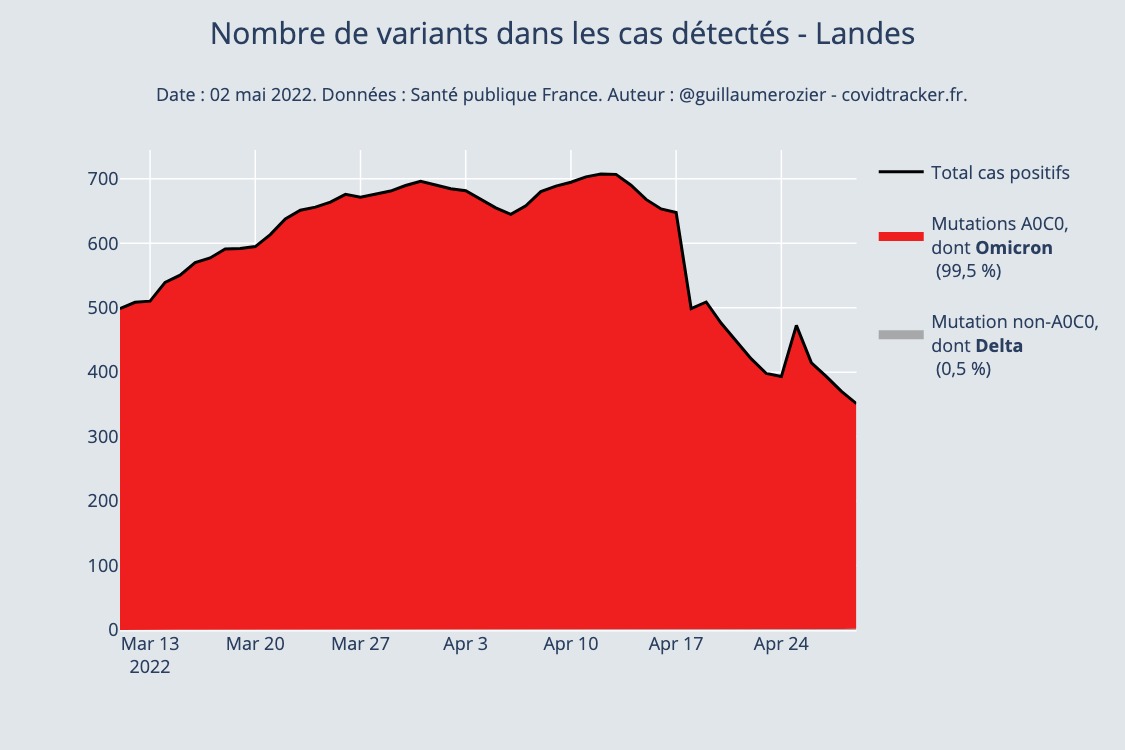 Nombre de variants dans les cas détectés - Landes
Date : 02 mai 2022. Données : Santé publique France. Auteur : @guillaumerozier - covidtracker.fr.
700
600
500
400
300
200
100
0
Mar 13
2022
Mar 20
Mar 27
Apr 3
Apr 10
Apr 17
Apr 24
Total cas positifs
Mutations A0C0,
dont Omicron
(99,5 %)
Mutation non-A0C0,
dont Delta
(0,5 %)